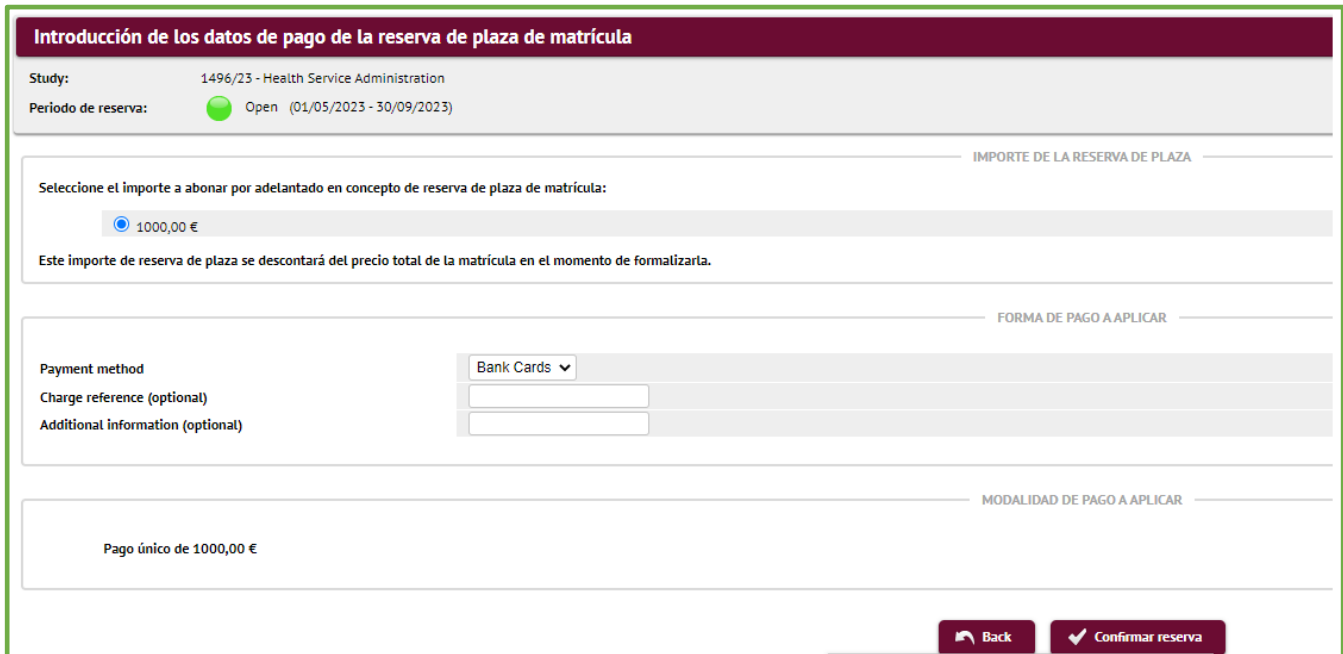 Introducción de los datos de pago de la reserva de plaza de matrícula
Study: 1496/23 - Health Service Administration
Periodo de reserva: Open (01/05/2023 - 30/09/2023)
IMPORTE DE LA RESERVA DE PLAZA
Seleccione el importe a abonar por adelantado en concepto de reserva de plaza de matrícula:
1000,00 €
Este importe de reserva de plaza se descontará del precio total de la matrícula en el momento de formalizarla.
FORMA DE PAGO A APLICAR
Payment method Bank Cards
Charge reference (optional)
Additional information (optional)
MODALIDAD DE PAGO A APLICAR
Pago único de 1000,00 €
Back Confirmar reserva